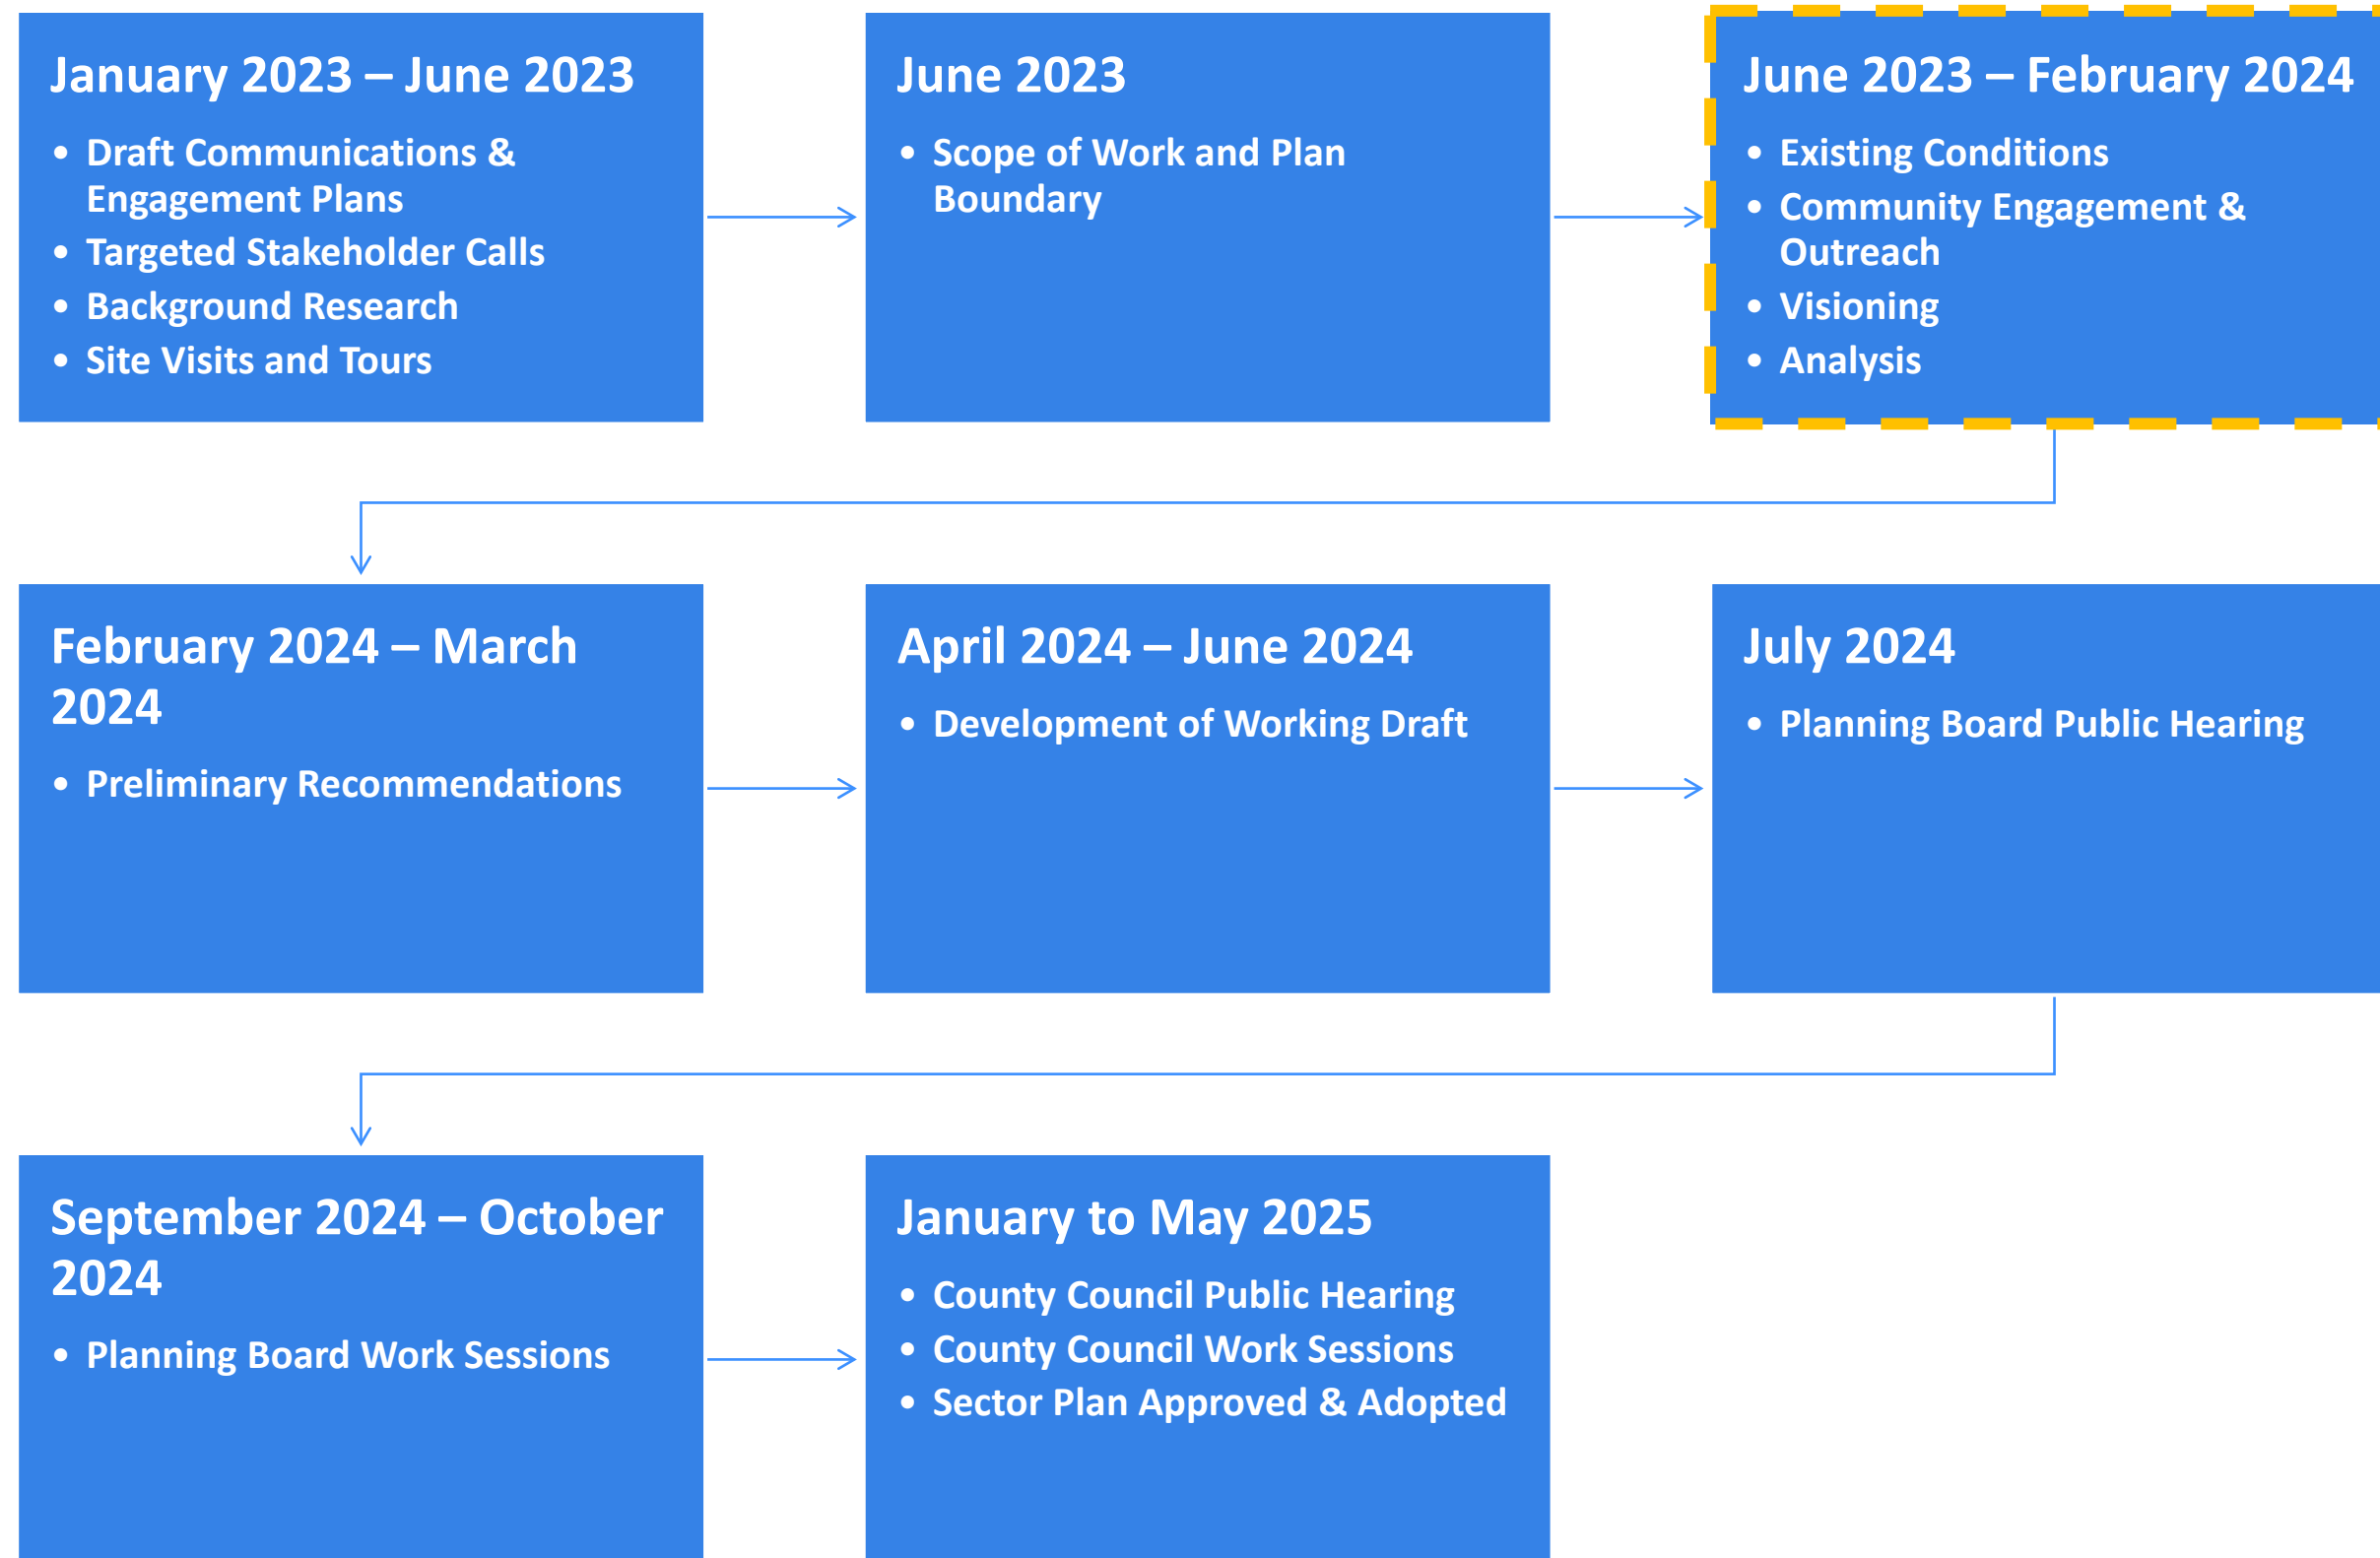 January 2023 – June 2023
• Draft Communications &
Engagement Plans
• Targeted Stakeholder Calls
• Background Research
• Site Visits and Tours
June 2023
• Scope of Work and Plan
Boundary
June 2023 – February 2024
• Existing Conditions
• Community Engagement &
Outreach
• Visioning
• Analysis
February 2024 – March
2024
• Preliminary Recommendations
April 2024 – June 2024
• Development of Working Draft
July 2024
• Planning Board Public Hearing
September 2024 – October
2024
• Planning Board Work Sessions
January to May 2025
• County Council Public Hearing
• County Council Work Sessions
• Sector Plan Approved & Adopted